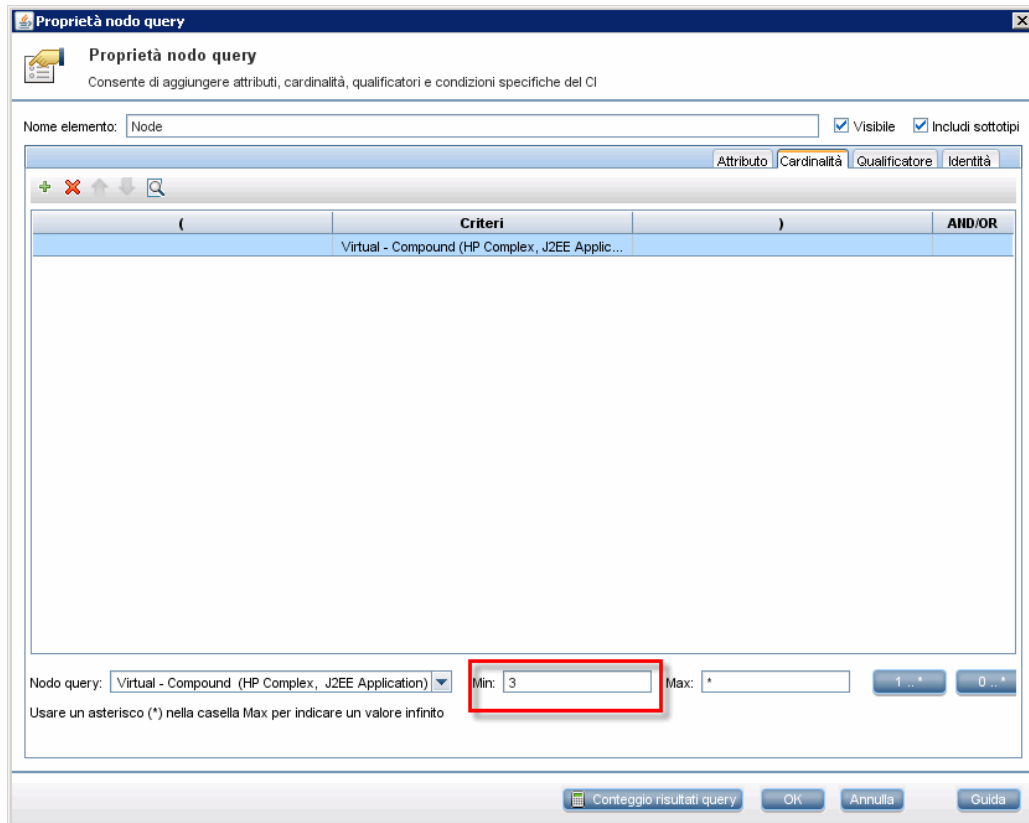 Proprietà nodo query
Proprietà nodo query
Consente di aggiungere attributi, cardinalità, qualificatori e condizioni specifiche del CI
Nome elemento: Node Visibile Includi sottotipi
Attributo Cardinalità Qualificatore Identità
( Criteri ) AND/OR
Virtual - Compound (HP Complex, J2EE Applic...
Nodo query: Virtual - Compound (HP Complex, J2EE Application) Min: 3 Max: * 1 ..* 0 ..*
Usare un asterisco (*) nella casella Max per indicare un valore infinito
Conteggio risultati query OK Annulla Guida